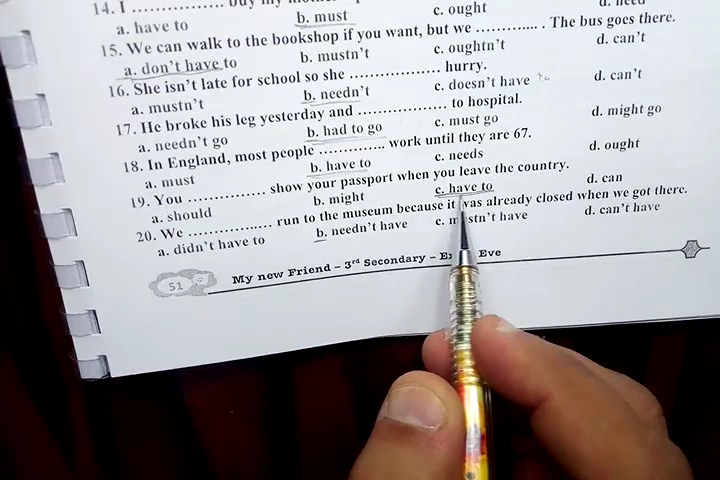 14. I ................ buy my mo
a. have to b. must c. ought d. need
15. We can walk to the bookshop if you want, but we ............ . The bus goes there.
a. don't have to b. mustn't c. oughtn't d. can't
16. She isn't late for school so she .................. hurry.
a. mustn't b. needn't c. doesn't have to d. can't
17. He broke his leg yesterday and .................. to hospital.
a. needn't go b. had to go c. must go d. might go
18. In England, most people ............. work until they are 67.
a. must b. have to c. needs d. ought
19. You ............... show your passport when you leave the country.
a. should b. might c. have to d. can
20. We ............... run to the museum because it was already closed when we got there.
a. didn't have to b. needn't have c. mustn't have d. can't have
51 My new Friend – 3rd Secondary – Ex Eve